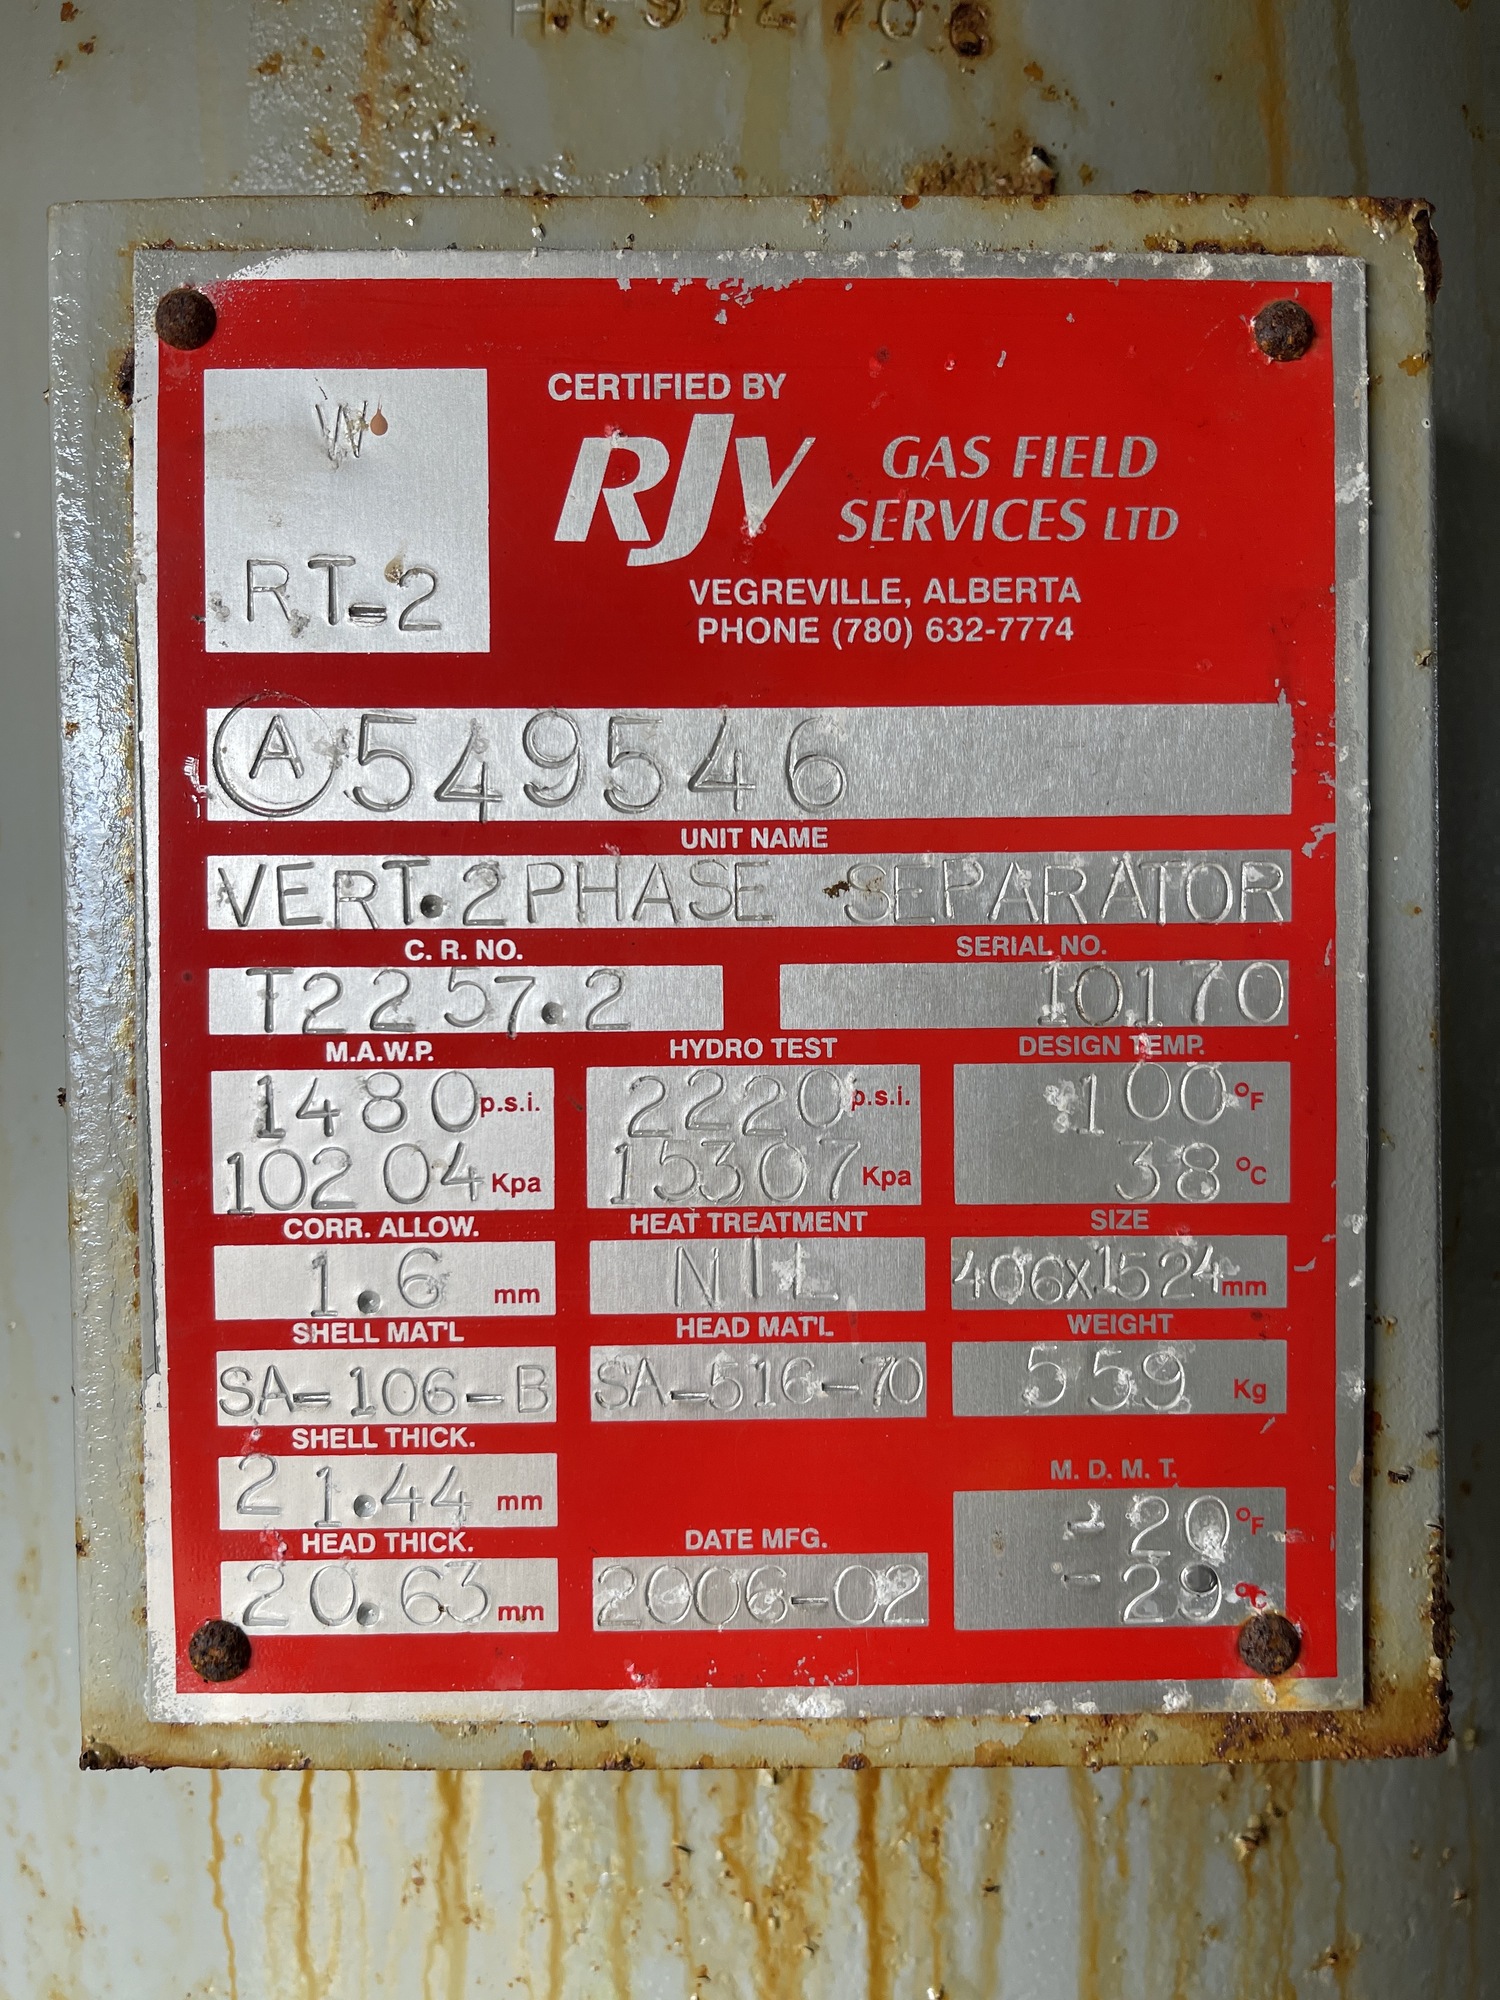 W
RT-2
CERTIFIED BY
RJV GAS FIELD
SERVICES LTD
VEGREVILLE, ALBERTA
PHONE (780) 632-7774
A 549546
UNIT NAME
VERT. 2 PHASE SEPARATOR
C. R. NO. SERIAL NO.
T2257.2 10170
M.A.W.P. HYDRO TEST DESIGN TEMP.
1480 p.s.i. 2220 p.s.i. 100 °F
10204 Kpa 15307 Kpa 38 °C
CORR. ALLOW. HEAT TREATMENT SIZE
1.6 mm NIL 406X1524 mm
SHELL MAT'L HEAD MAT'L WEIGHT
SA-106-B SA-516-70 559 Kg
SHELL THICK. M. D. M. T.
21.44 mm -20 °F
HEAD THICK. DATE MFG.
20.63 mm 2006-02 -29 °C